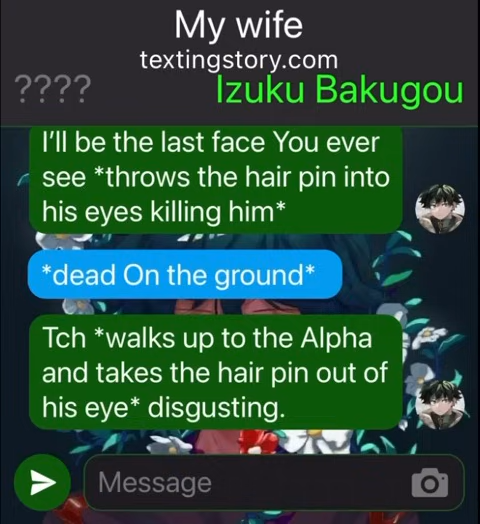 My wife
textingstory.com
???? Izuku Bakugou
I'll be the last face You ever
see *throws the hair pin into
his eyes killing him*
*dead On the ground*
Tch *walks up to the Alpha
and takes the hair pin out of
his eye* disgusting.
Message